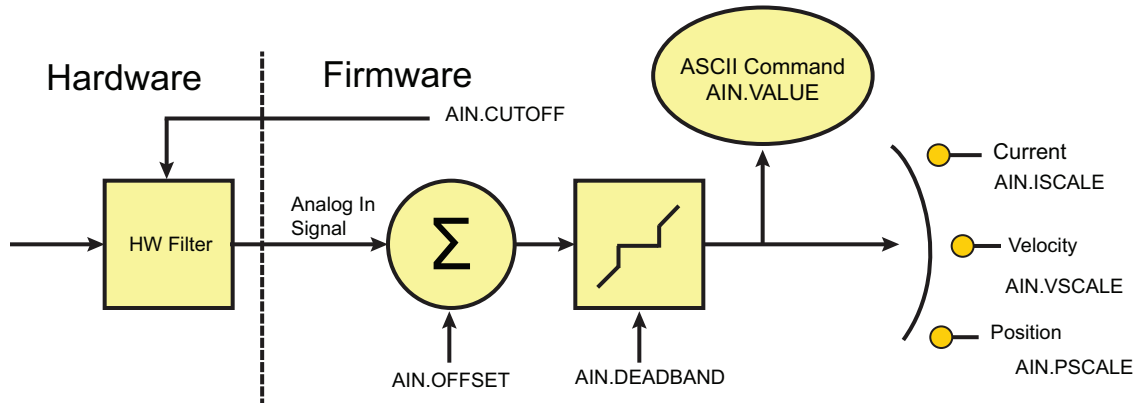 Hardware
Firmware
ASCII Command
AIN.VALUE
AIN.CUTOFF
HW Filter
Analog In
Signal
Σ
AIN.OFFSET
AIN.DEADBAND
Current
AIN.ISCALE
Velocity
AIN.VSCALE
Position
AIN.PSCALE